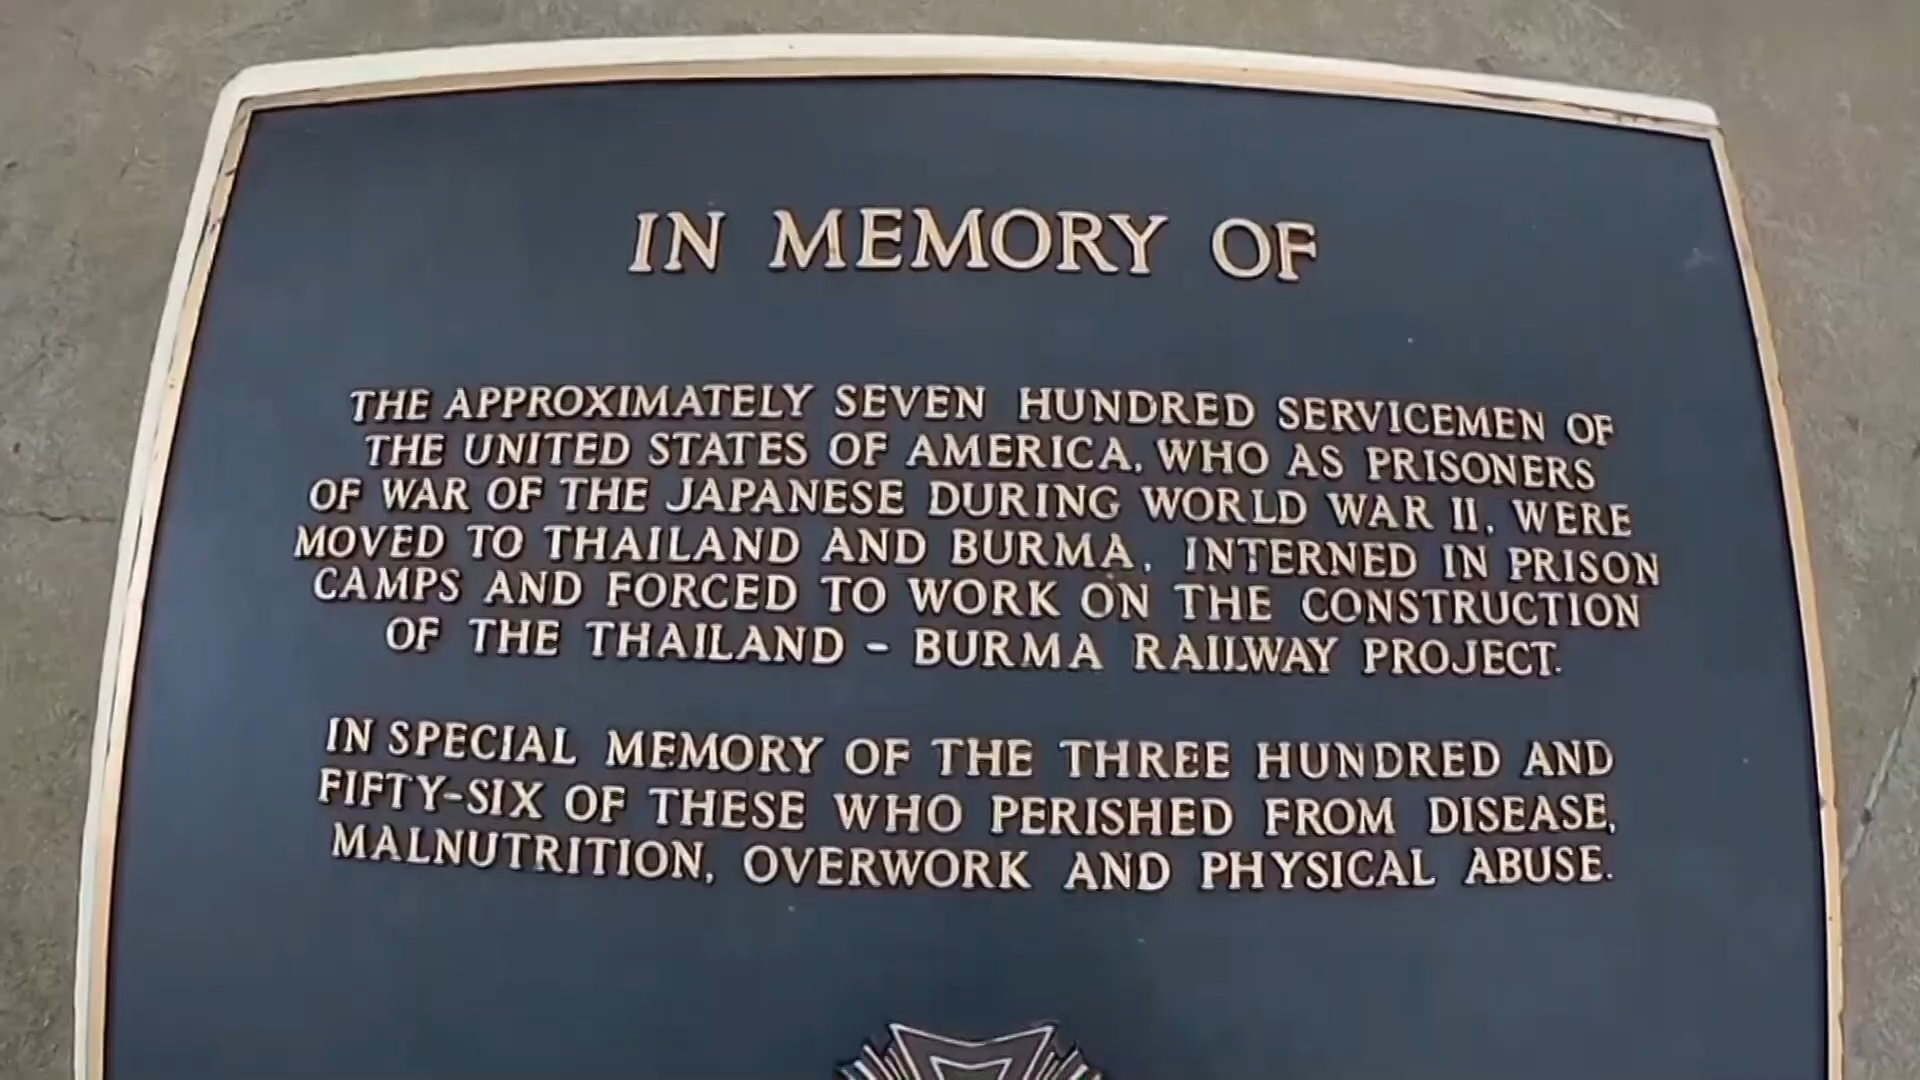 IN MEMORY OF
THE APPROXIMATELY SEVEN HUNDRED SERVICEMEN OF
THE UNITED STATES OF AMERICA, WHO AS PRISONERS
OF WAR OF THE JAPANESE DURING WORLD WAR II, WERE
MOVED TO THAILAND AND BURMA, INTERNED IN PRISON
CAMPS AND FORCED TO WORK ON THE CONSTRUCTION
OF THE THAILAND - BURMA RAILWAY PROJECT.
IN SPECIAL MEMORY OF THE THREE HUNDRED AND
FIFTY-SIX OF THESE WHO PERISHED FROM DISEASE,
MALNUTRITION, OVERWORK AND PHYSICAL ABUSE.